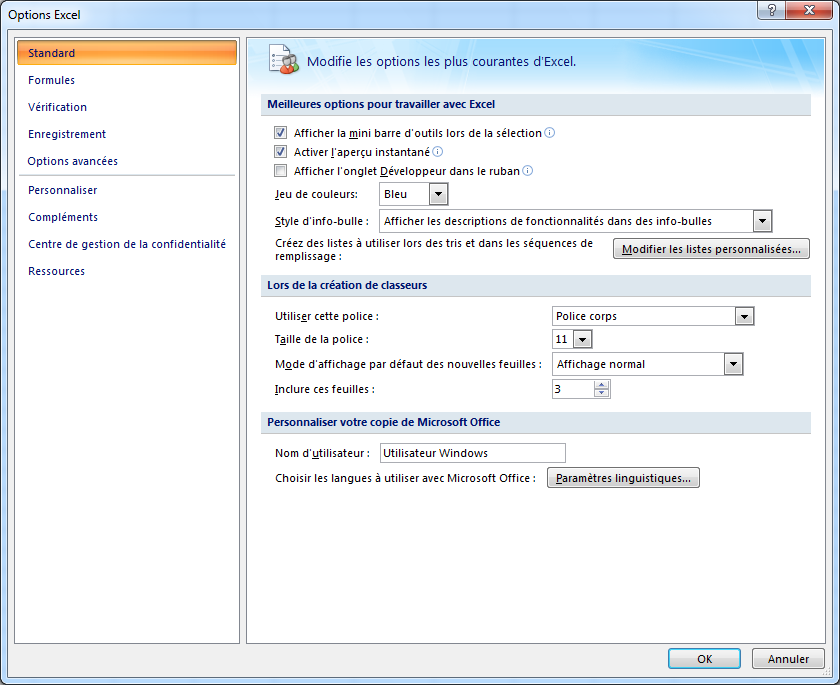 Options Excel
Standard
Formules
Vérification
Enregistrement
Options avancées
Personnaliser
Compléments
Centre de gestion de la confidentialité
Ressources
Modifie les options les plus courantes d'Excel.
Meilleures options pour travailler avec Excel
Afficher la mini barre d'outils lors de la sélection
Activer l'aperçu instantané
Afficher l'onglet Développeur dans le ruban
Jeu de couleurs: Bleu
Style d'info-bulle : Afficher les descriptions de fonctionnalités dans des info-bulles
Créez des listes à utiliser lors des tris et dans les séquences de
remplissage : Modifier les listes personnalisées...
Lors de la création de classeurs
Utiliser cette police : Police corps
Taille de la police : 11
Mode d'affichage par défaut des nouvelles feuilles : Affichage normal
Inclure ces feuilles : 3
Personnaliser votre copie de Microsoft Office
Nom d'utilisateur : Utilisateur Windows
Choisir les langues à utiliser avec Microsoft Office : Paramètres linguistiques...
OK Annuler